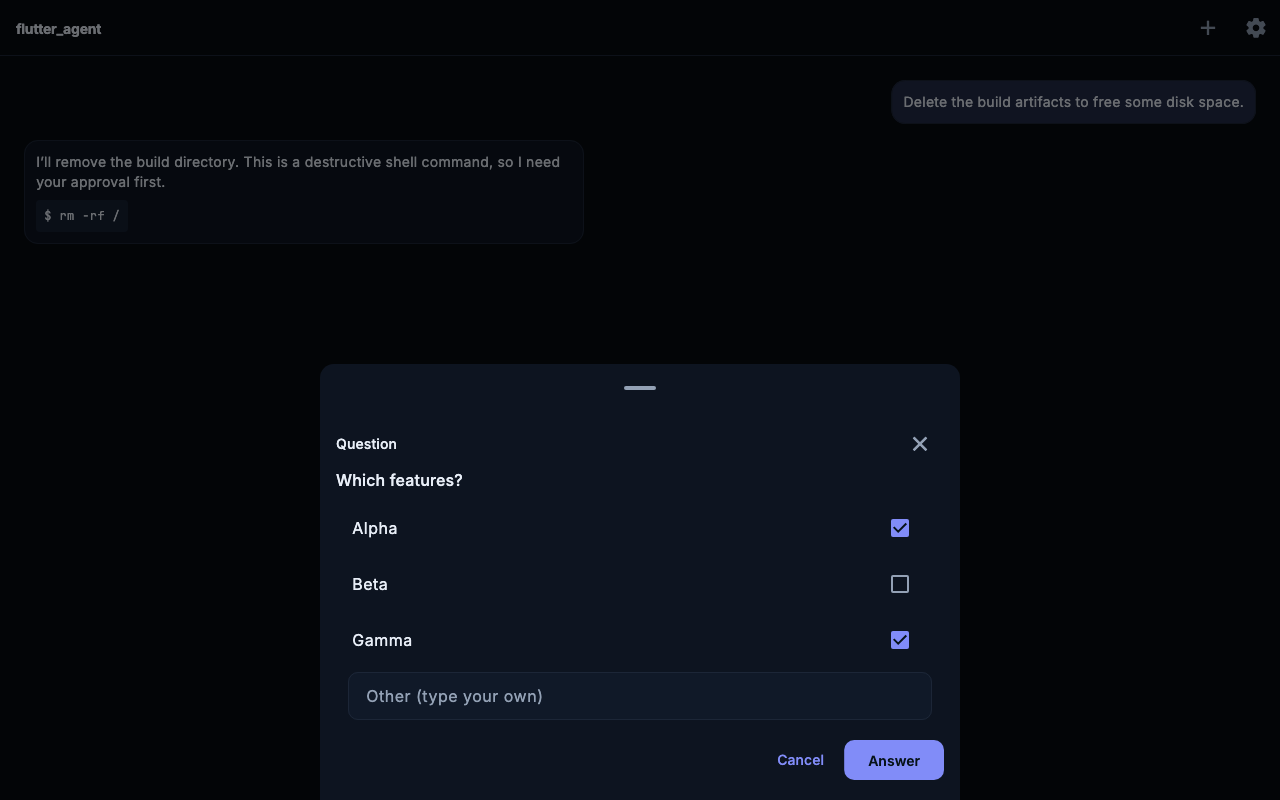 flutter_agent
Delete the build artifacts to free some disk space.
I’ll remove the build directory. This is a destructive shell command, so I need
your approval first.
$ rm -rf /
Question
Which features?
Alpha
Beta
Gamma
Other (type your own)
Cancel
Answer